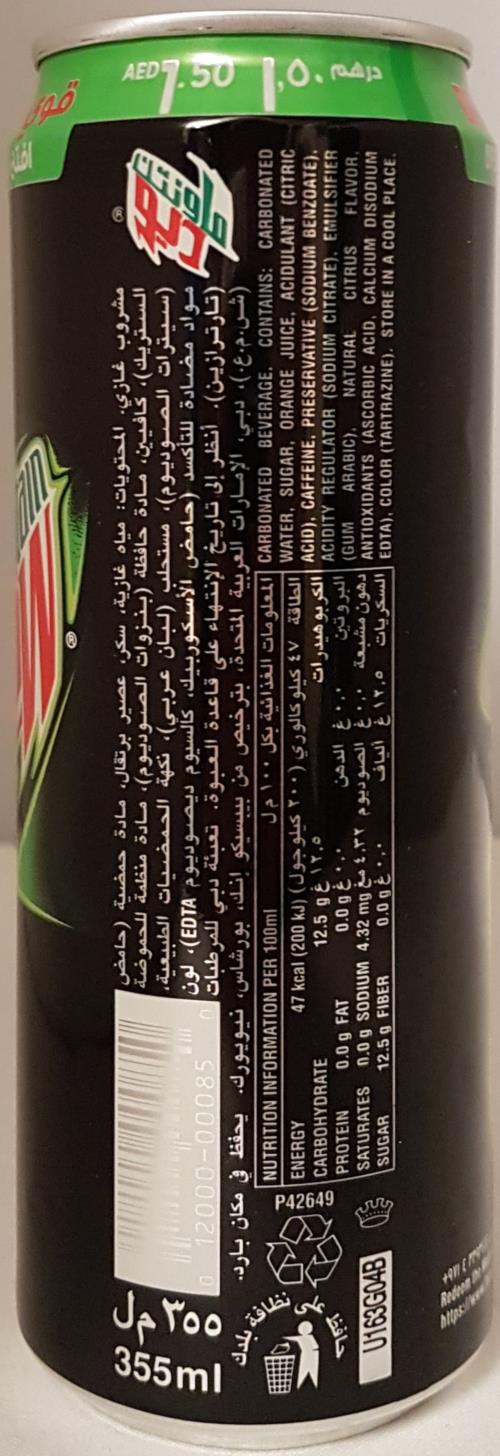 AED 1.50 درهم ١,٥٠
ماونتن
ديو
®
®
مشروب غازي. المحتويات: مياه غازية، سكر، عصير برتقال، مادة حمضية (حامض
الستريك)، كافيين، مادة حافظة (بنزوات الصوديوم)، مادة منظمة للحموضة
(سيترات الصوديوم)، مستحلب (لبان عربي)، نكهة الحمضيات الطبيعية،
مواد مضادة للتأكسد (حامض الأسكوربيك، كالسيوم ديصوديوم EDTA)، لون
(تارترازين). أنظر إلى تاريخ الإنتهاء على قاعدة العبوة. تعبئة دبي للمرطبات
(ش.م.ع.)، دبي، الإمارات العربية المتحدة، بترخيص من بيبسيكو إنك، بورشاس، نيويورك. يحفظ في مكان بارد.
CARBONATED BEVERAGE. CONTAINS: CARBONATED
WATER, SUGAR, ORANGE JUICE, ACIDULANT (CITRIC
ACID), CAFFEINE, PRESERVATIVE (SODIUM BENZOATE),
ACIDITY REGULATOR (SODIUM CITRATE), EMULSIFIER
(GUM ARABIC), NATURAL CITRUS FLAVOR,
ANTIOXIDANTS (ASCORBIC ACID, CALCIUM DISODIUM
EDTA), COLOR (TARTRAZINE). STORE IN A COOL PLACE.
NUTRITION INFORMATION PER 100ml المعلومات الغذائية بكل ١٠٠ م ل
ENERGY 47 kcal (200 kJ) الطاقة ٤٧ كيلو كالوري (٢٠٠ كيلوجول)
CARBOHYDRATE 12.5 g الكربوهيدرات ١٢.٥ غ
PROTEIN 0.0 g FAT 0.0 g البروتين ٠.٠ غ الدهن ٠.٠ غ
SATURATES 0.0 g SODIUM 4.32 mg دهون مشبعة ٠.٠ غ الصوديوم ٤.٣٢ مغ
SUGAR 12.5 g FIBER 0.0 g السكريات ١٢.٥ غ ألياف ٠.٠ غ
0 12000-00085 0
P42649
حافظ على نظافة بلدك
U163G04B
٣٥٥ م ل
355ml
Redeem the
https://